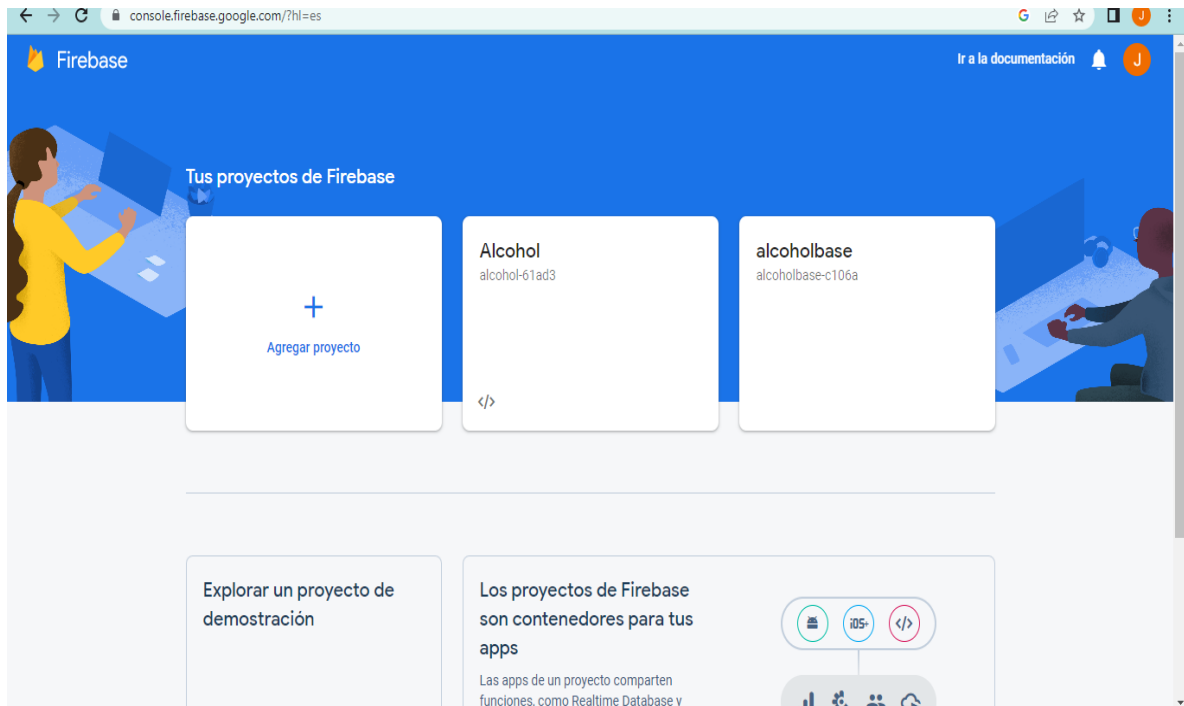 console.firebase.google.com/?hl=es
G
J
Firebase
Ir a la documentación
J
Tus proyectos de Firebase
+
Agregar proyecto
Alcohol
alcohol-61ad3
</>
alcoholbase
alcoholbase-c106a
Explorar un proyecto de
demostración
Los proyectos de Firebase
son contenedores para tus
apps
Las apps de un proyecto comparten
funciones, como Realtime Database y
iOS+
</>